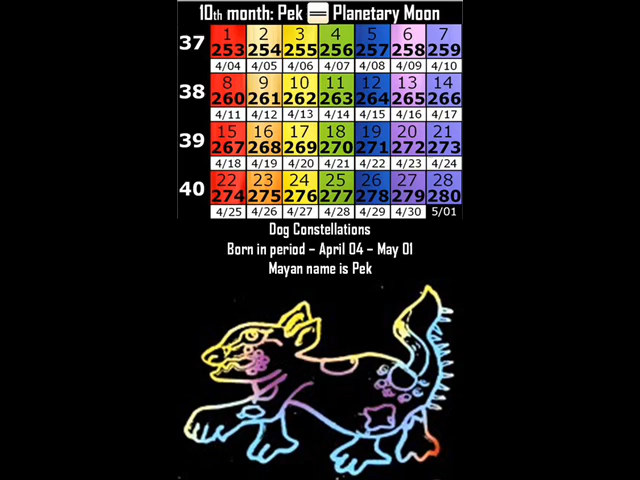 10th month: Pek Planetary Moon
37 1 2 3 4 5 6 7
253 254 255 256 257 258 259
4/04 4/05 4/06 4/07 4/08 4/09 4/10
38 8 9 10 11 12 13 14
260 261 262 263 264 265 266
4/11 4/12 4/13 4/14 4/15 4/16 4/17
39 15 16 17 18 19 20 21
267 268 269 270 271 272 273
4/18 4/19 4/20 4/21 4/22 4/23 4/24
40 22 23 24 25 26 27 28
274 275 276 277 278 279 280
4/25 4/26 4/27 4/28 4/29 4/30 5/01
Dog Constellations
Born in period – April 04 – May 01
Mayan name is Pek